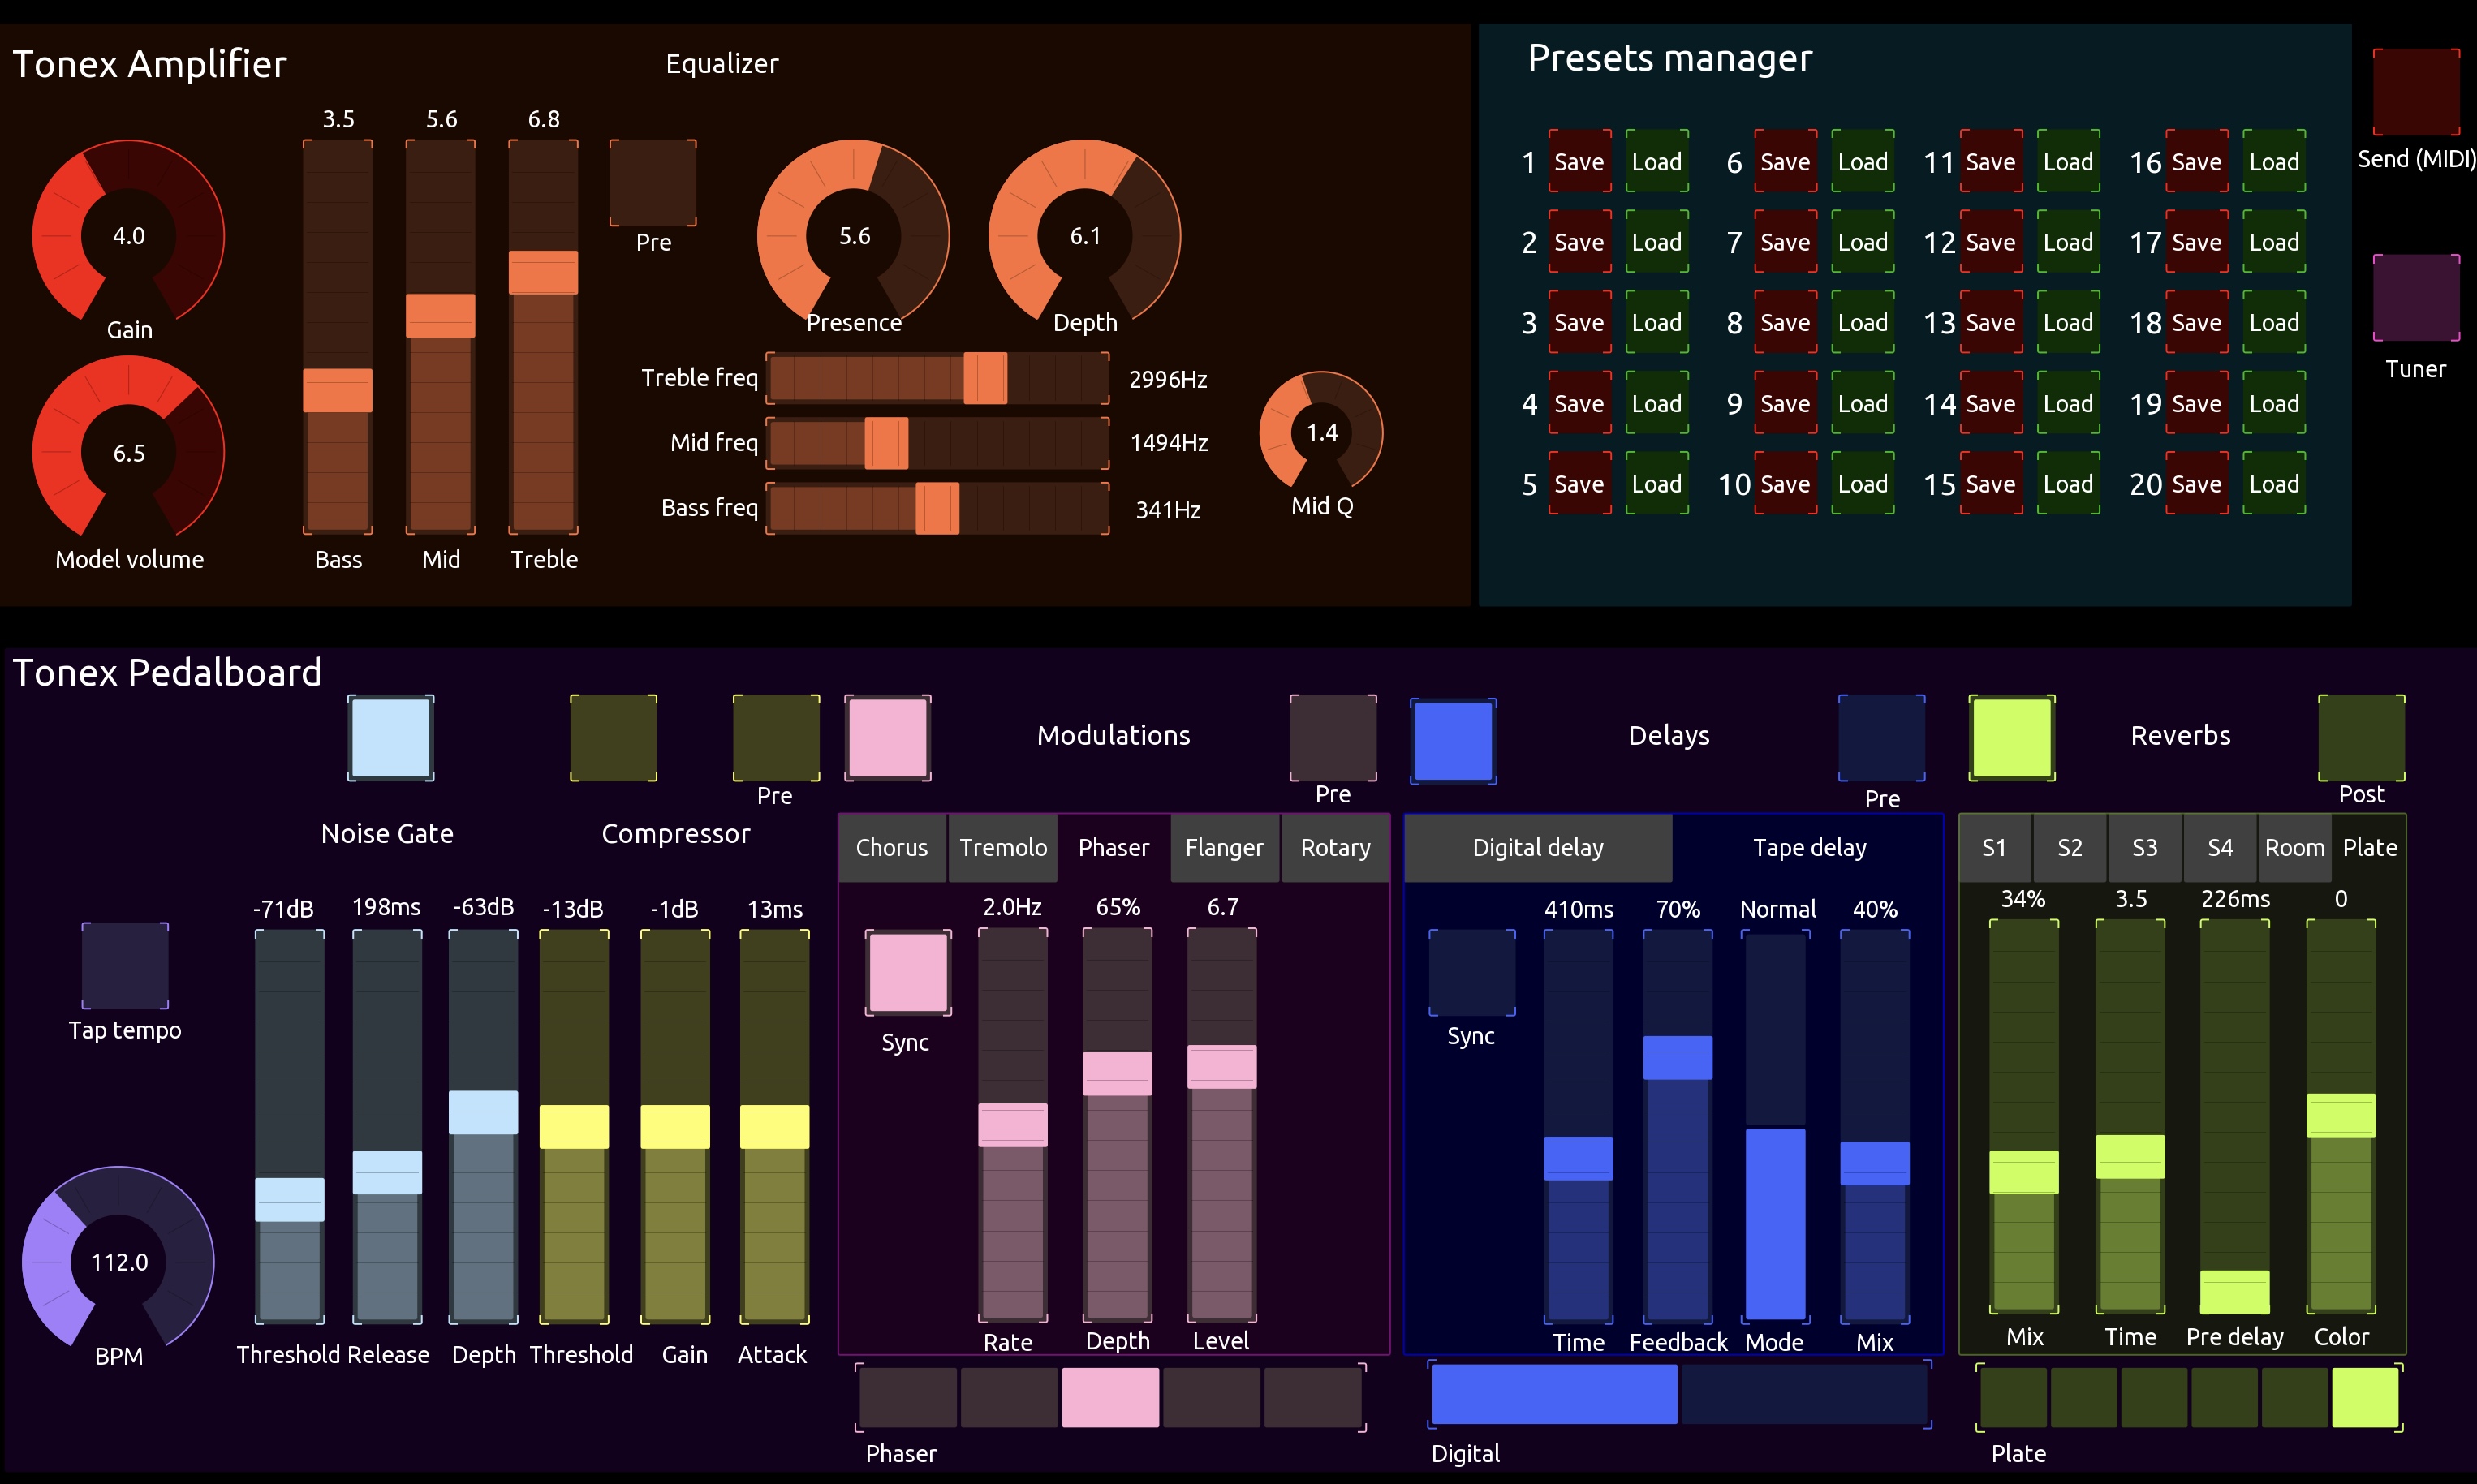 Tonex Amplifier
Equalizer
3.5 5.6 6.8
Pre
4.0
Gain
6.5
Model volume
Bass Mid Treble
5.6
Presence
6.1
Depth
Treble freq 2996Hz
Mid freq 1494Hz
Bass freq 341Hz
1.4
Mid Q
Presets manager
1 Save Load 6 Save Load 11 Save Load 16 Save Load
2 Save Load 7 Save Load 12 Save Load 17 Save Load
3 Save Load 8 Save Load 13 Save Load 18 Save Load
4 Save Load 9 Save Load 14 Save Load 19 Save Load
5 Save Load 10 Save Load 15 Save Load 20 Save Load
Send (MIDI)
Tuner
Tonex Pedalboard
Tap tempo
112.0
BPM
Noise Gate
-71dB 198ms -63dB
Threshold Release Depth
Pre
Compressor
-13dB -1dB 13ms
Threshold Gain Attack
Modulations
Pre
Chorus Tremolo Phaser Flanger Rotary
2.0Hz 65% 6.7
Sync
Rate Depth Level
Phaser
Delays
Pre
Digital delay Tape delay
410ms 70% Normal 40%
Sync
Time Feedback Mode Mix
Digital
Reverbs
Post
S1 S2 S3 S4 Room Plate
34% 3.5 226ms 0
Mix Time Pre delay Color
Plate